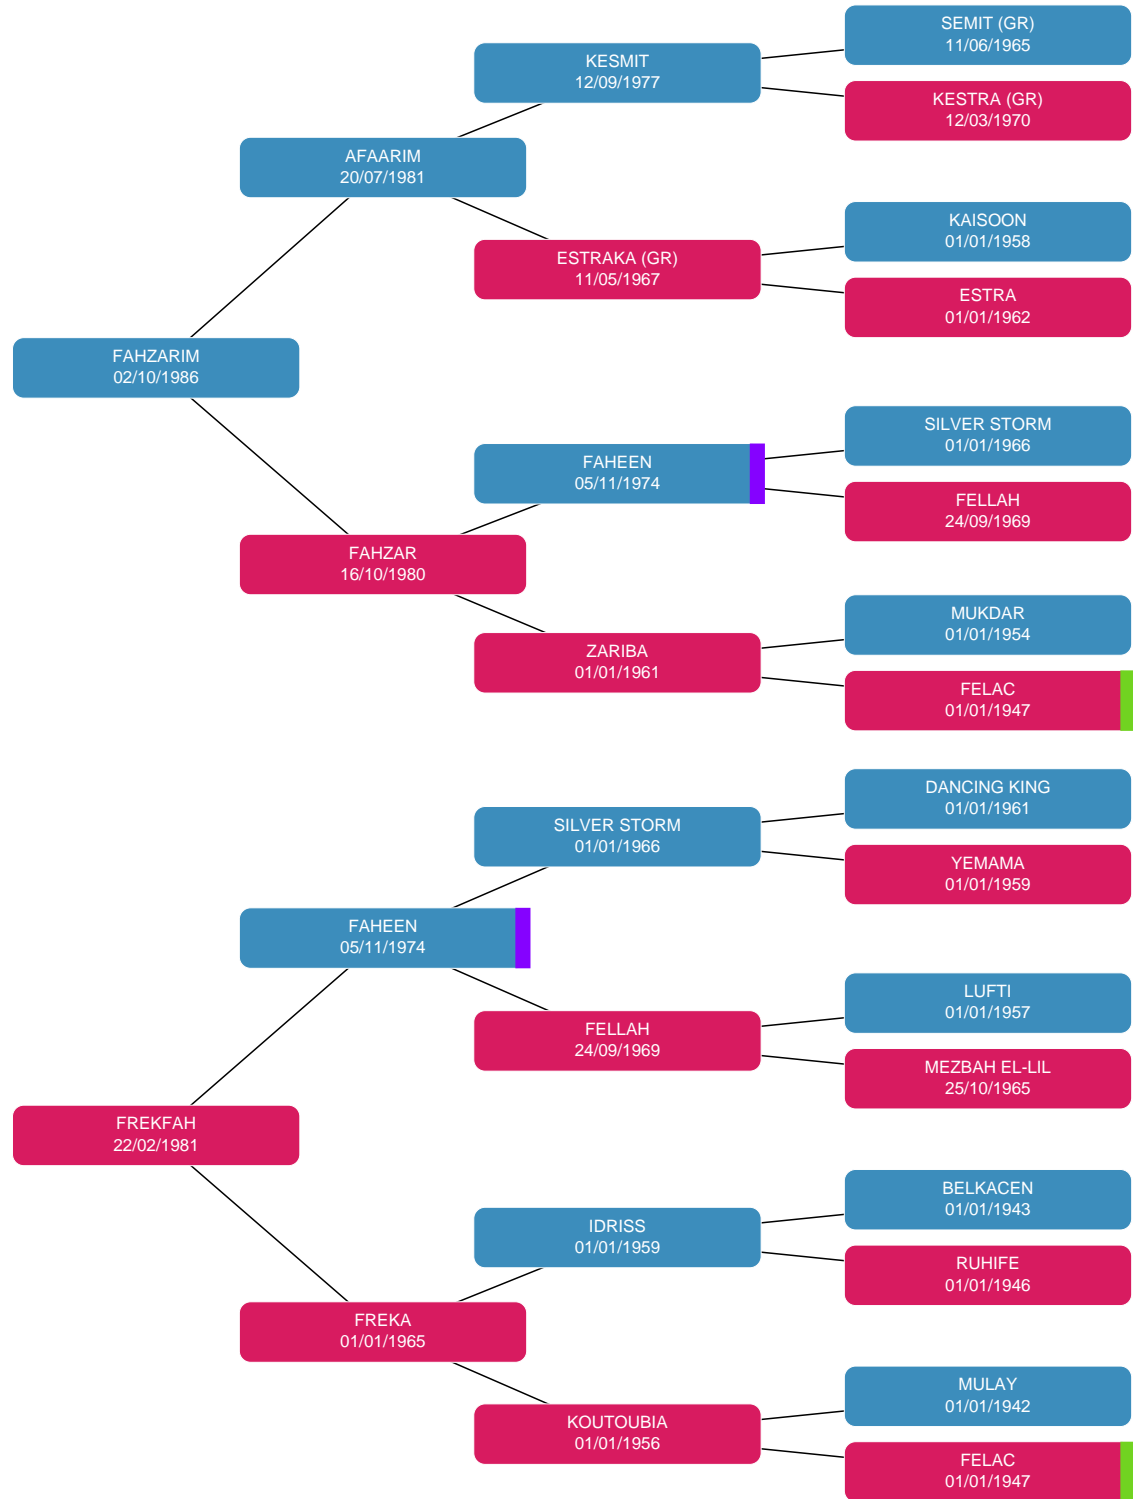 SEMIT (GR)
11/06/1965
KESMIT
12/09/1977
KESTRA (GR)
12/03/1970
AFAARIM
20/07/1981
KAISOON
01/01/1958
ESTRAKA (GR)
11/05/1967
ESTRA
01/01/1962
FAHZARIM
02/10/1986
SILVER STORM
01/01/1966
FAHEEN
05/11/1974
FELLAH
24/09/1969
FAHZAR
16/10/1980
MUKDAR
01/01/1954
ZARIBA
01/01/1961
FELAC
01/01/1947
DANCING KING
01/01/1961
SILVER STORM
01/01/1966
YEMAMA
01/01/1959
FAHEEN
05/11/1974
LUFTI
01/01/1957
FELLAH
24/09/1969
MEZBAH EL-LIL
25/10/1965
FREKFAH
22/02/1981
BELKACEN
01/01/1943
IDRISS
01/01/1959
RUHIFE
01/01/1946
FREKA
01/01/1965
MULAY
01/01/1942
KOUTOUBIA
01/01/1956
FELAC
01/01/1947